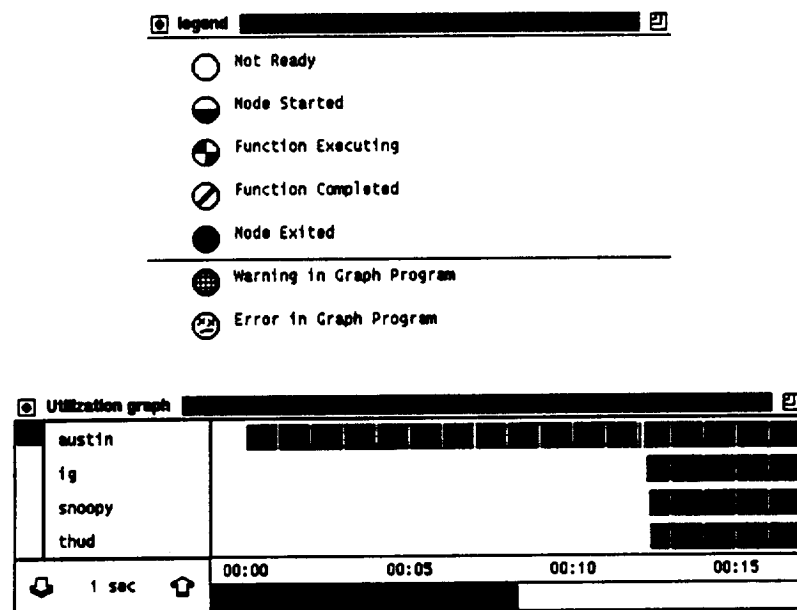 legend
Not Ready
Node Started
Function Executing
Function Completed
Node Exited
Warning in Graph Program
Error in Graph Program
Utilization graph
austin
ig
snoopy
thud
00:00 00:05 00:10 00:15
1 sec